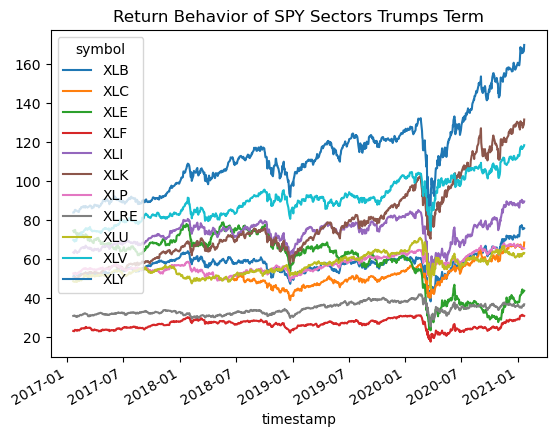 Return Behavior of SPY Sectors Trumps Term
symbol
XLB
XLC
XLE
XLF
XLI
XLK
XLP
XLRE
XLU
XLV
XLY
160
140
120
100
80
60
40
20
2017-01
2017-07
2018-01
2018-07
2019-01
2019-07
2020-01
2020-07
2021-01
timestamp